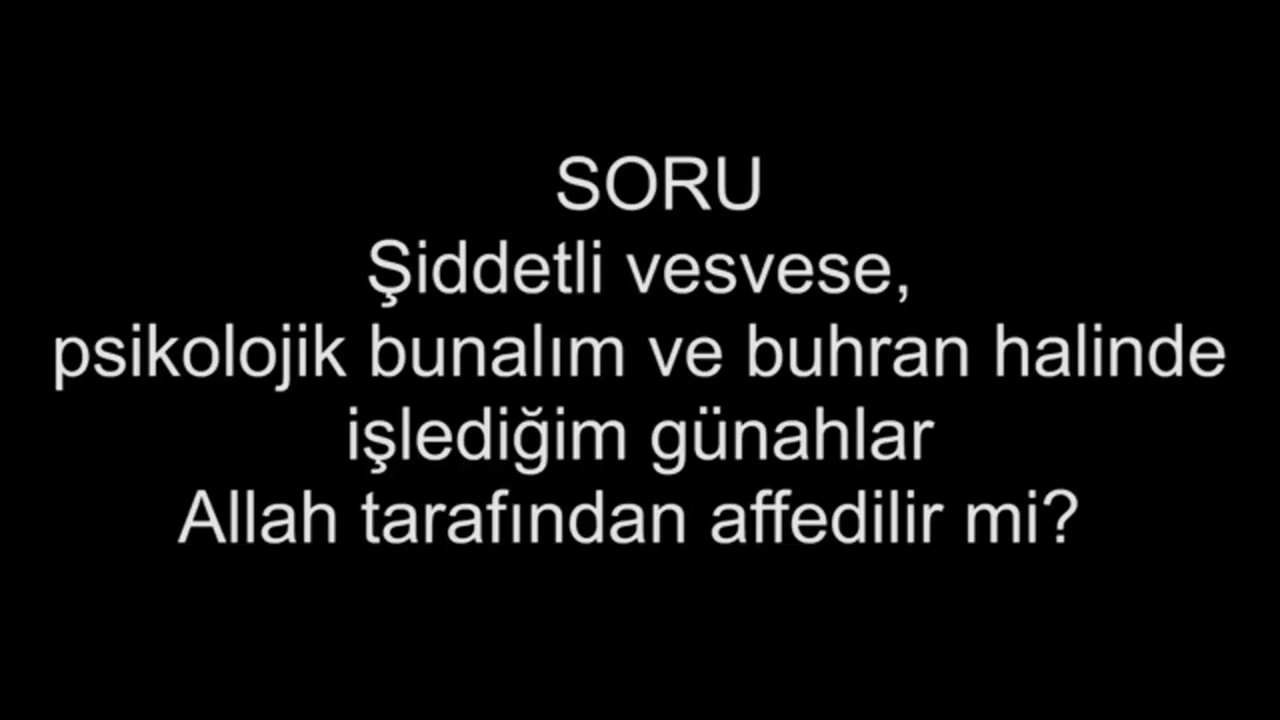 SORU
Şiddetli vesvese,
psikolojik bunalım ve buhran halinde
işlediğim günahlar
Allah tarafından affedilir mi?